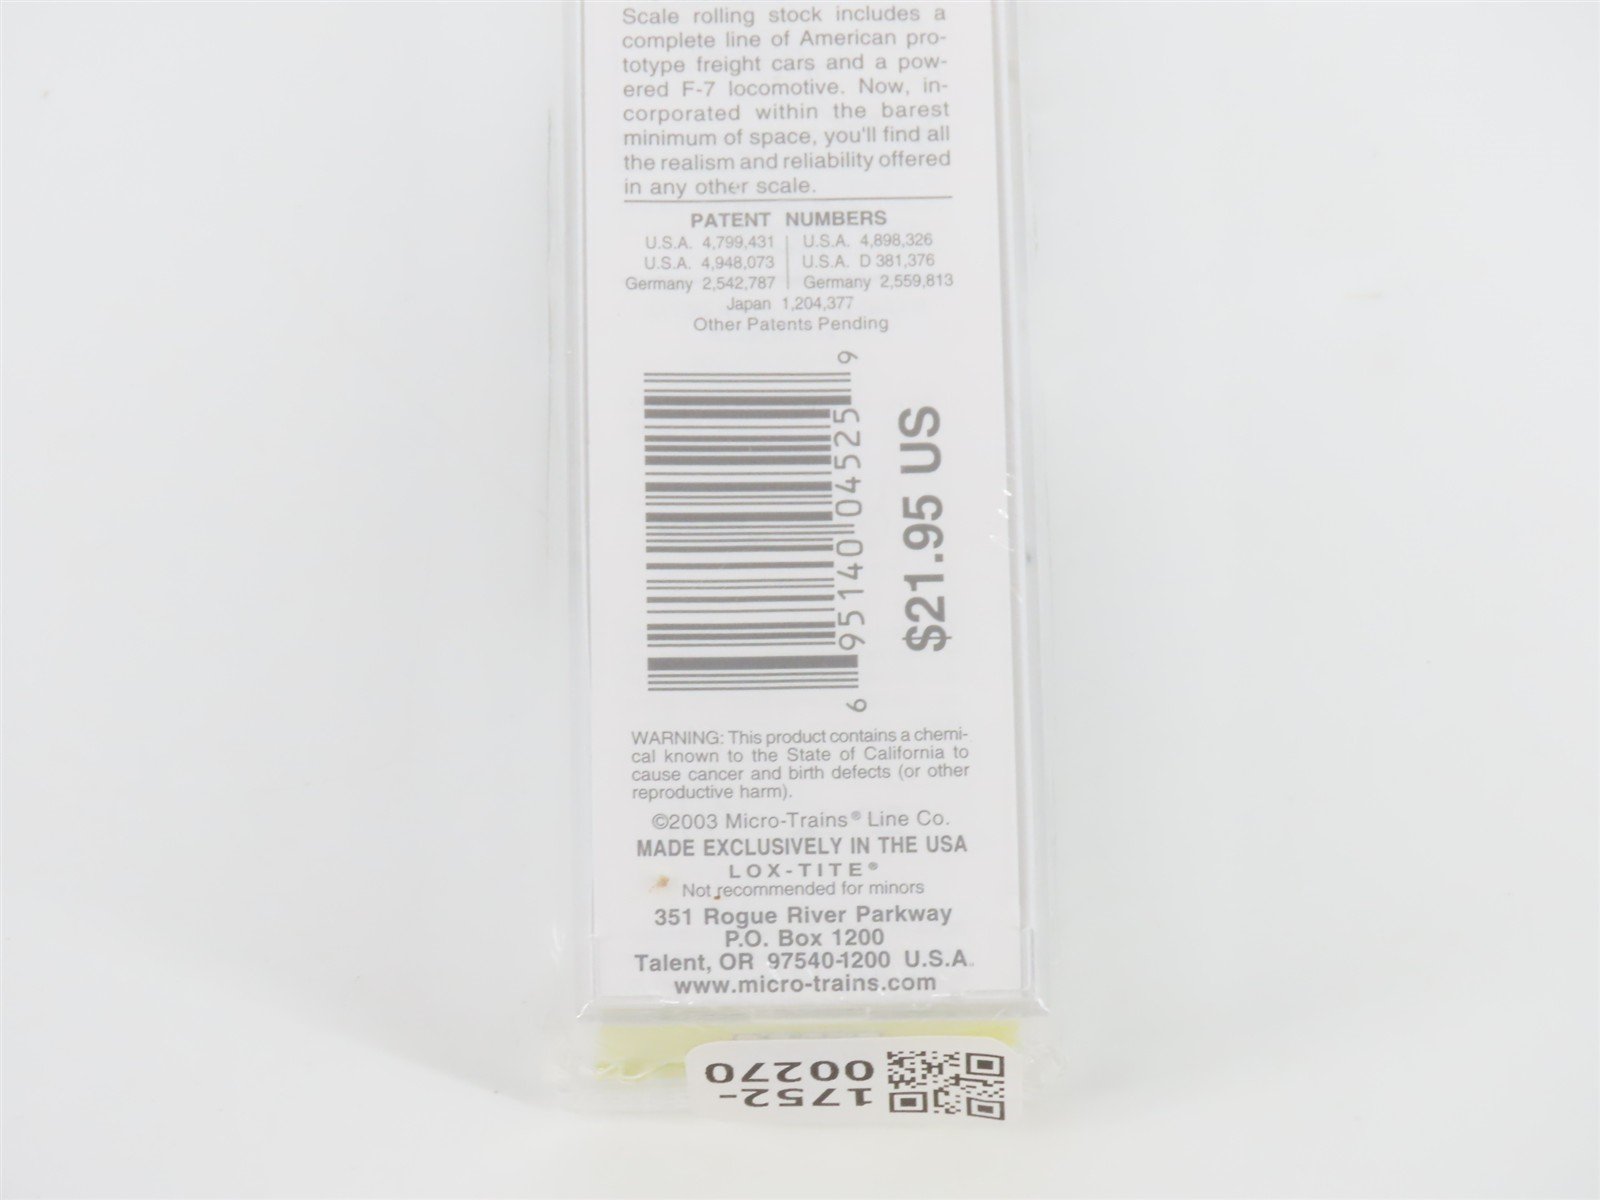 Scale rolling stock includes a
complete line of American pro-
totype freight cars and a pow-
ered F-7 locomotive. Now, in-
corporated within the barest
minimum of space, you'll find all
the realism and reliability offered
in any other scale.
PATENT NUMBERS
U.S.A. 4,799,431 | U.S.A. 4,898,326
U.S.A. 4,948,073 | U.S.A. D 381,376
Germany 2,542,787 | Germany 2,559,813
Japan 1,204,377
Other Patents Pending
6 95140 04525 9
$21.95 US
WARNING: This product contains a chemi-
cal known to the State of California to
cause cancer and birth defects (or other
reproductive harm).
©2003 Micro-Trains® Line Co.
MADE EXCLUSIVELY IN THE USA
LOX-TITE®
Not recommended for minors
351 Rogue River Parkway
P.O. Box 1200
Talent, OR 97540-1200 U.S.A.
www.micro-trains.com
1752-
00270